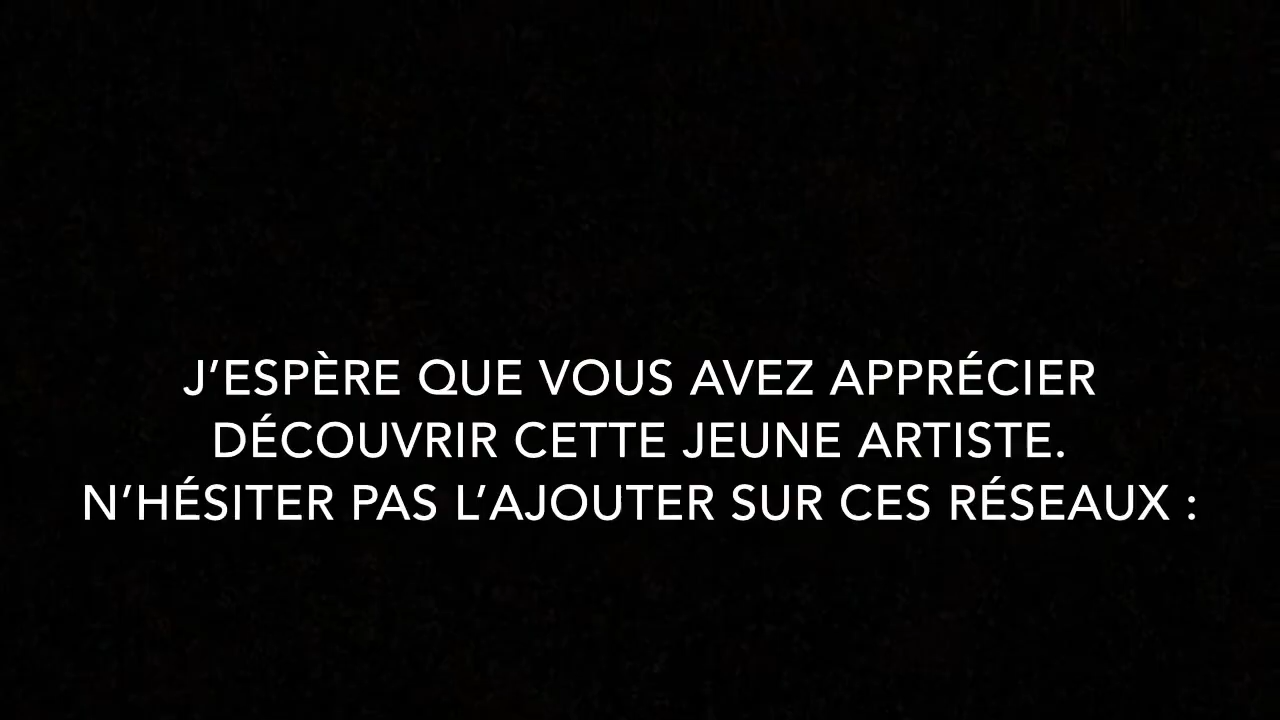 J’ESPÈRE QUE VOUS AVEZ APPRÉCIER
DÉCOUVRIR CETTE JEUNE ARTISTE.
N’HÉSITER PAS L’AJOUTER SUR CES RÉSEAUX :